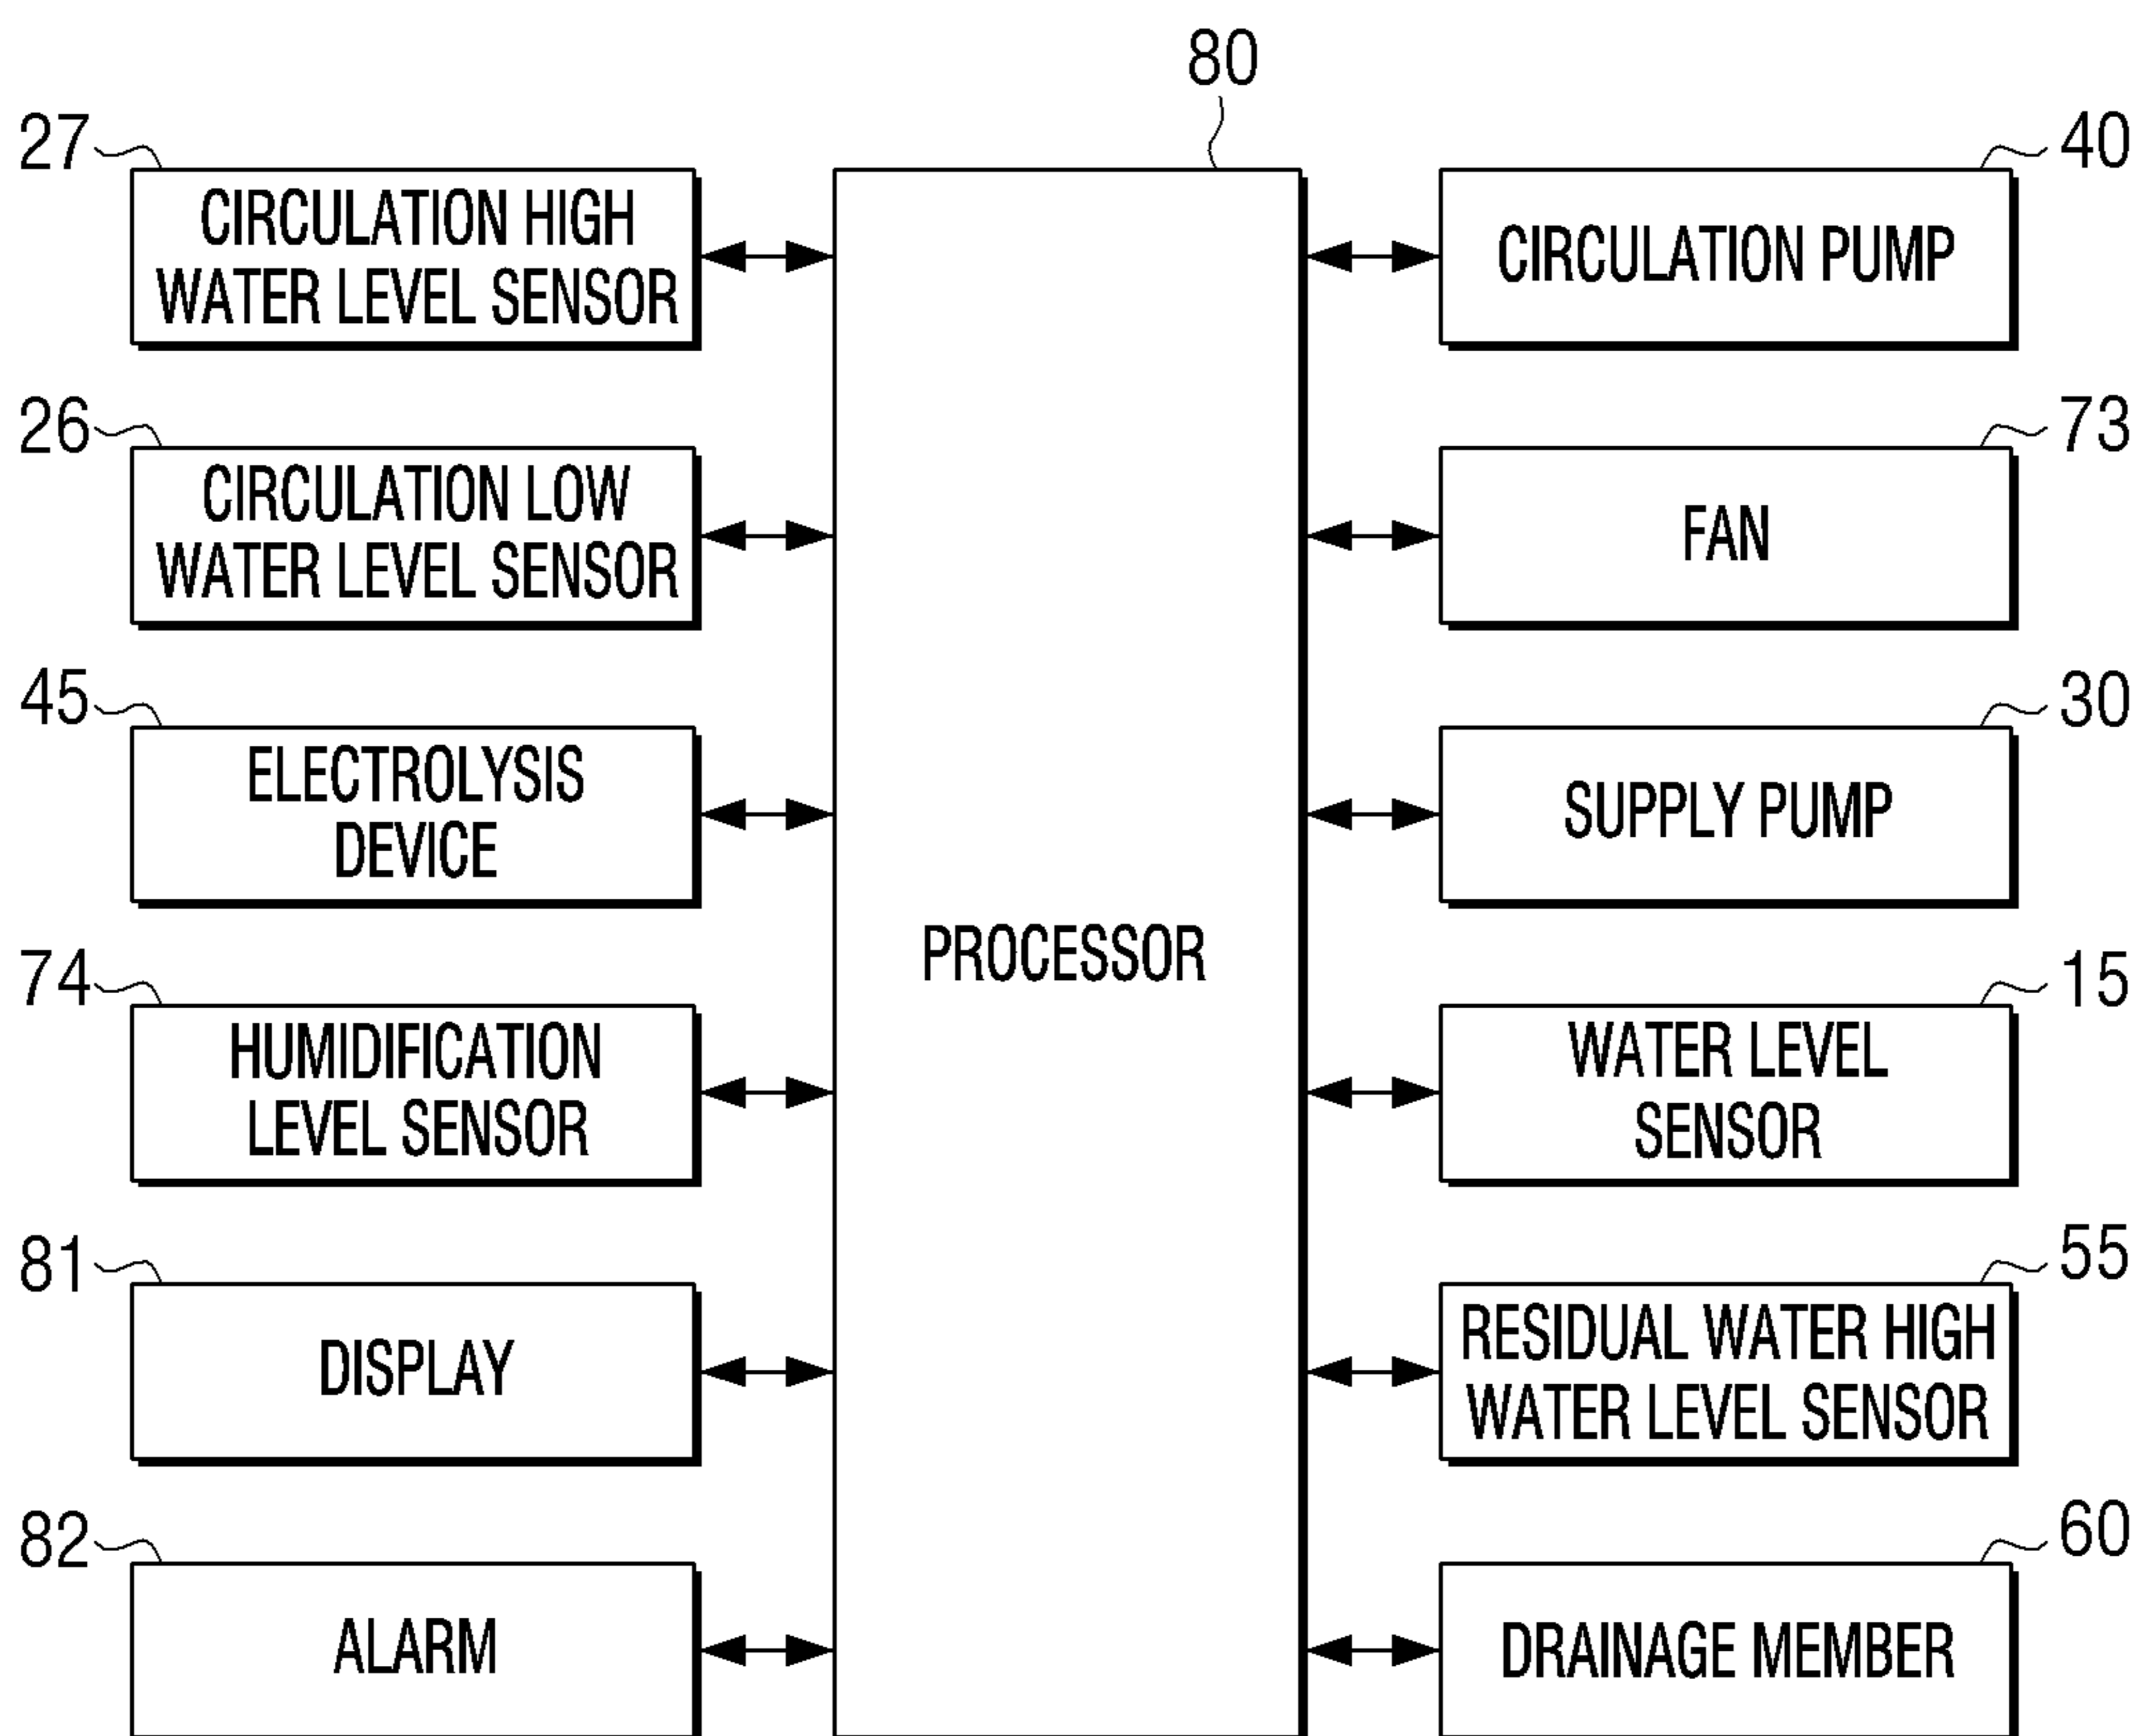 80
27
CIRCULATION HIGH
WATER LEVEL SENSOR
26
CIRCULATION LOW
WATER LEVEL SENSOR
45
ELECTROLYSIS
DEVICE
74
HUMIDIFICATION
LEVEL SENSOR
81
DISPLAY
82
ALARM
PROCESSOR
40
CIRCULATION PUMP
73
FAN
30
SUPPLY PUMP
15
WATER LEVEL
SENSOR
55
RESIDUAL WATER HIGH
WATER LEVEL SENSOR
60
DRAINAGE MEMBER